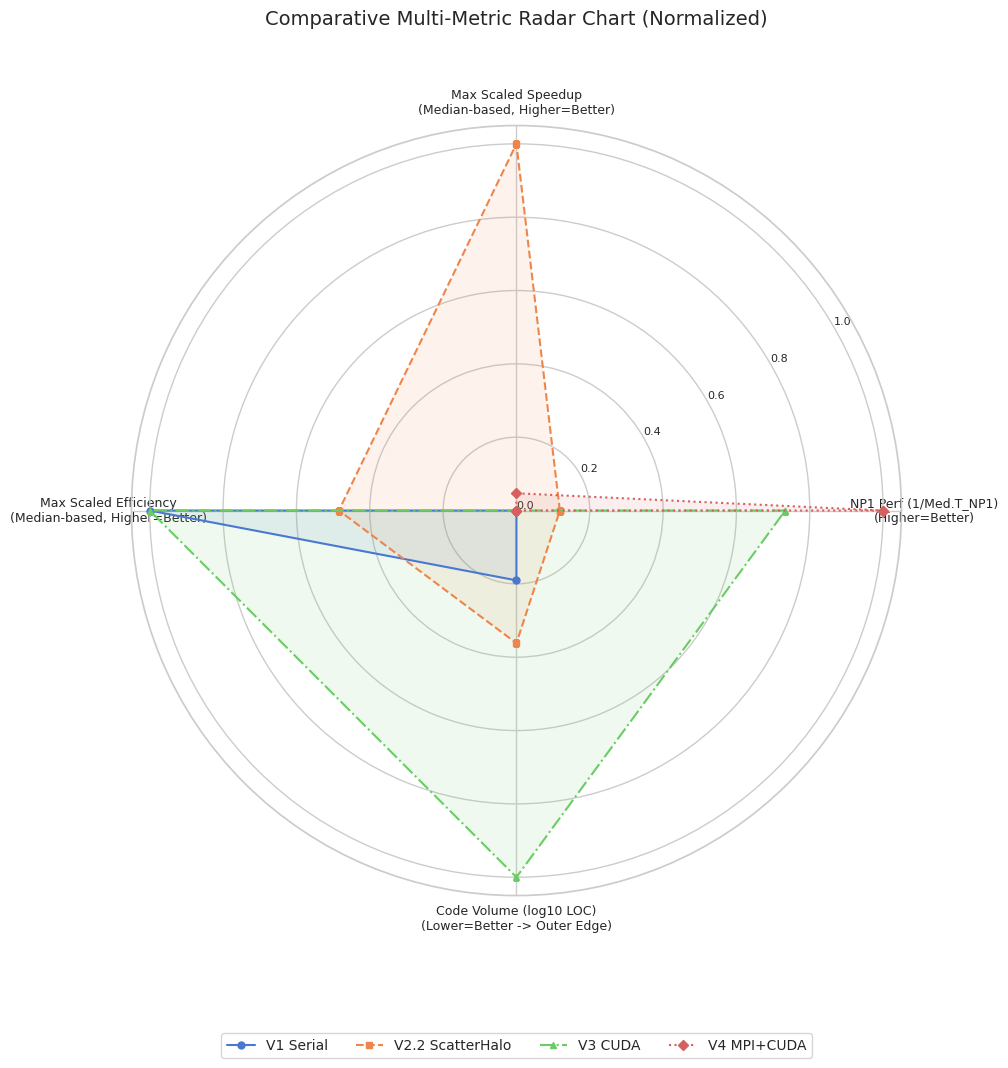 Comparative Multi-Metric Radar Chart (Normalized)
Max Scaled Speedup
(Median-based, Higher=Better)
1.0
0.8
0.6
0.4
0.2
0.0
Max Scaled Efficiency
(Median-based, Higher=Better)
NP1 Perf (1/Med.T_NP1)
(Higher=Better)
Code Volume (log10 LOC)
(Lower=Better -> Outer Edge)
V1 Serial
V2.2 ScatterHalo
V3 CUDA
V4 MPI+CUDA